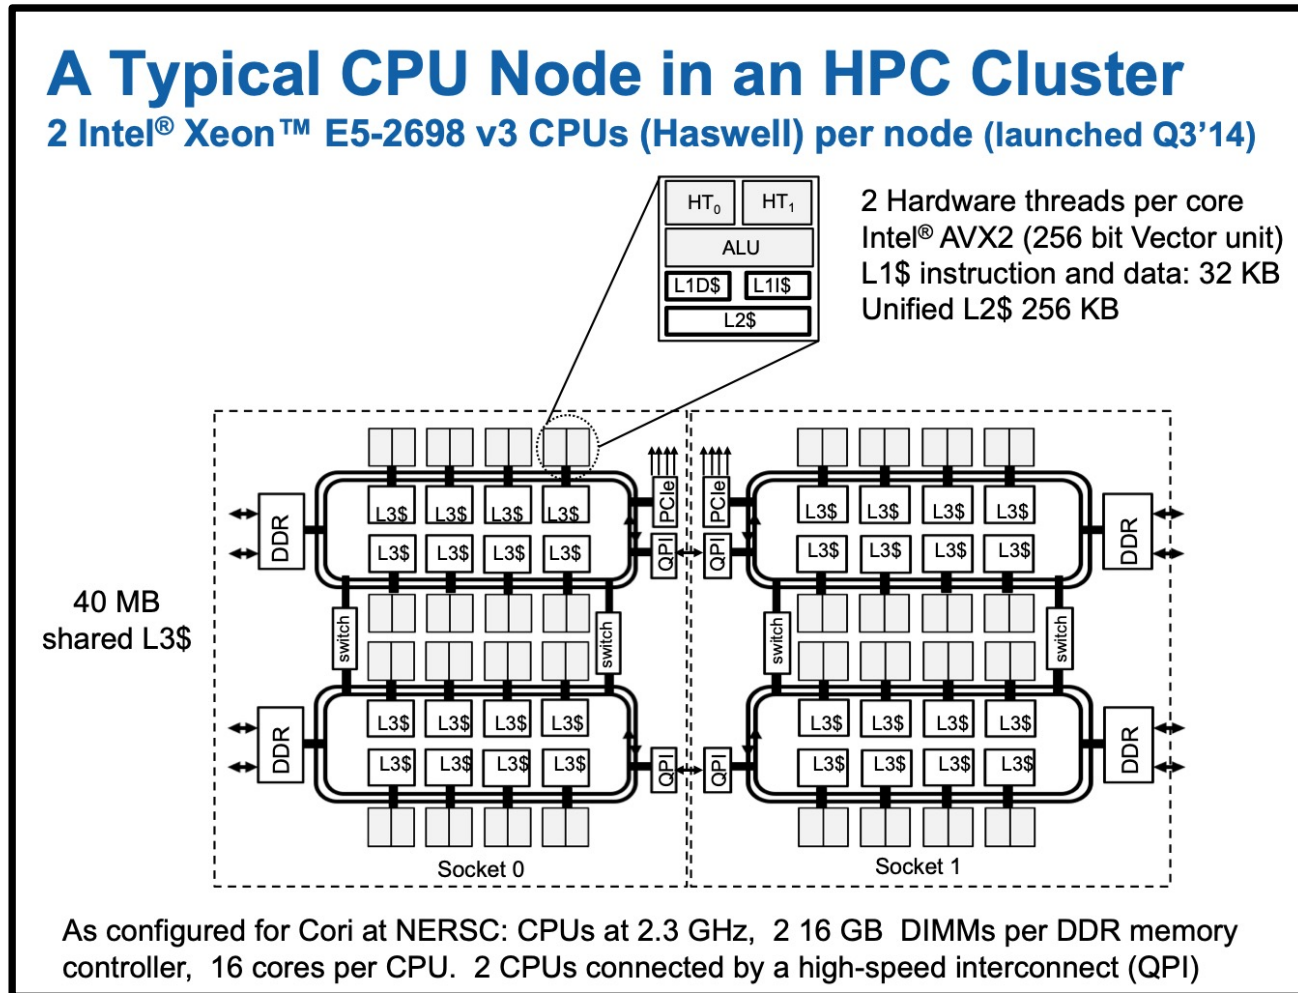 A Typical CPU Node in an HPC Cluster
2 Intel® Xeon™ E5-2698 v3 CPUs (Haswell) per node (launched Q3’14)
HT0 HT1
ALU
L1D$ L1I$
L2$
2 Hardware threads per core
Intel® AVX2 (256 bit Vector unit)
L1$ instruction and data: 32 KB
Unified L2$ 256 KB
40 MB
shared L3$
DDR L3$ L3$ L3$ L3$ PCIe PCIe L3$ L3$ L3$ L3$ DDR
L3$ L3$ L3$ L3$ QPI QPI L3$ L3$ L3$ L3$
switch switch switch switch
DDR L3$ L3$ L3$ L3$ L3$ L3$ L3$ L3$ DDR
L3$ L3$ L3$ L3$ QPI QPI L3$ L3$ L3$ L3$
Socket 0 Socket 1
As configured for Cori at NERSC: CPUs at 2.3 GHz, 2 16 GB DIMMs per DDR memory
controller, 16 cores per CPU. 2 CPUs connected by a high-speed interconnect (QPI)